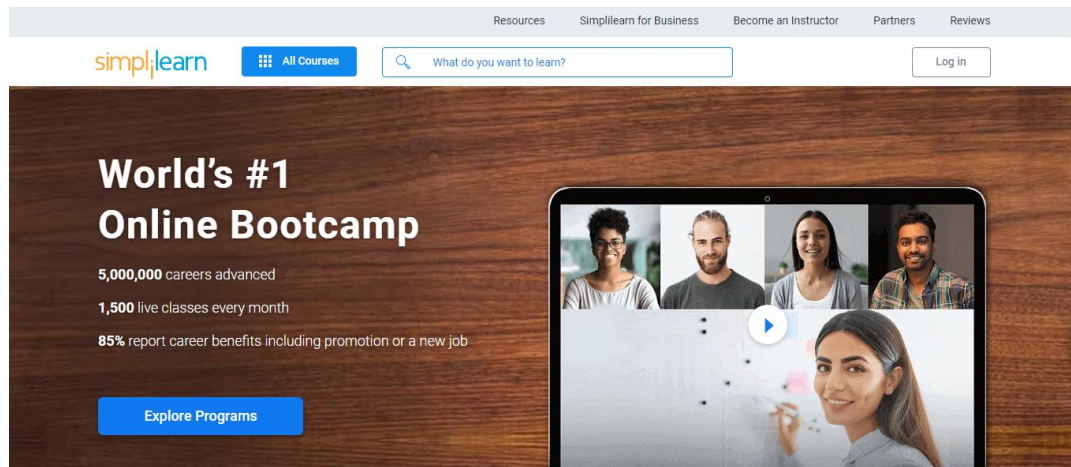 Resources Simplilearn for Business Become an Instructor Partners Reviews
simplilearn All Courses What do you want to learn? Log in
World's #1
Online Bootcamp
5,000,000 careers advanced
1,500 live classes every month
85% report career benefits including promotion or a new job
Explore Programs